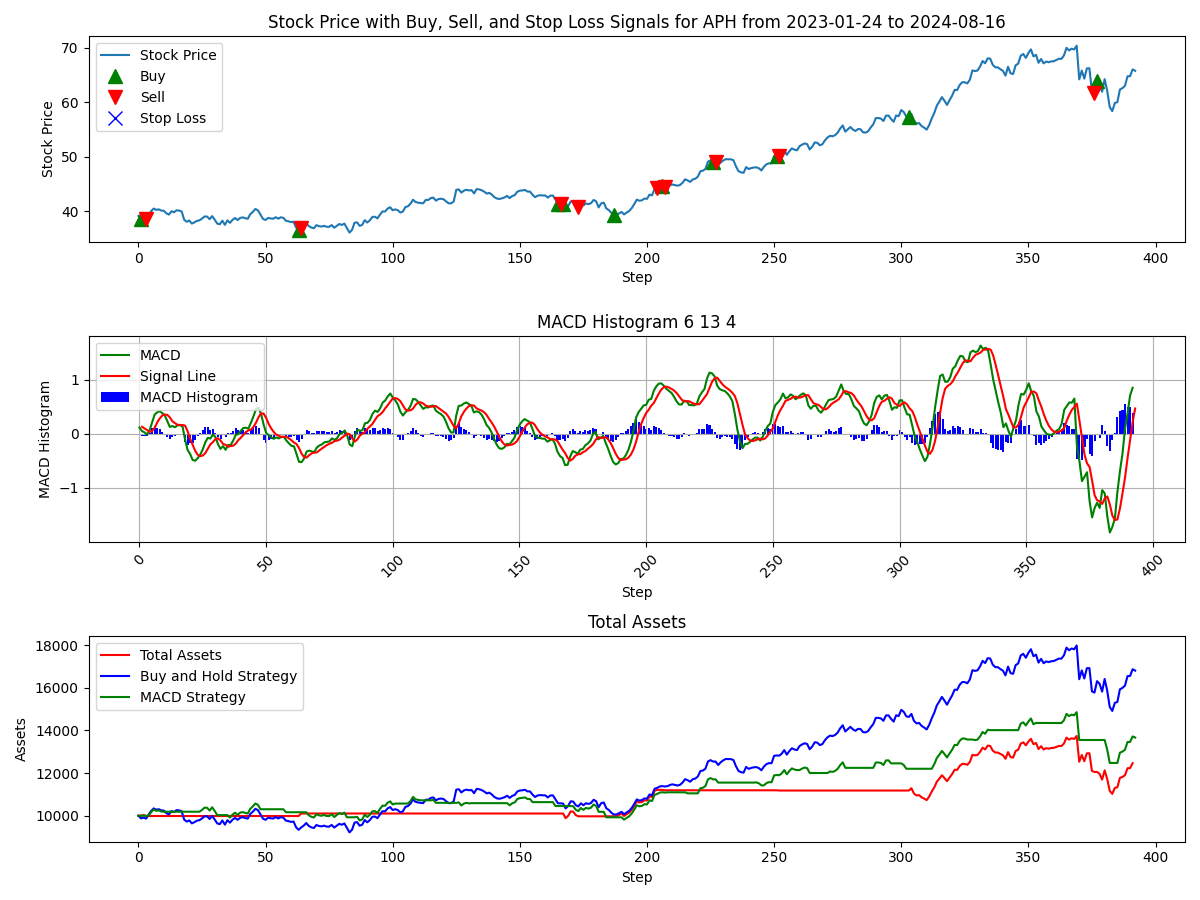 Stock Price with Buy, Sell, and Stop Loss Signals for APH from 2023-01-24 to 2024-08-16
Stock Price
70
60
50
40
Stock Price
Buy
Sell
Stop Loss
0 50 100 150 200 250 300 350 400
Step
MACD Histogram 6 13 4
MACD Histogram
1
0
−1
MACD
Signal Line
MACD Histogram
0 50 100 150 200 250 300 350 400
Step
Total Assets
Assets
18000
16000
14000
12000
10000
Total Assets
Buy and Hold Strategy
MACD Strategy
0 50 100 150 200 250 300 350 400
Step